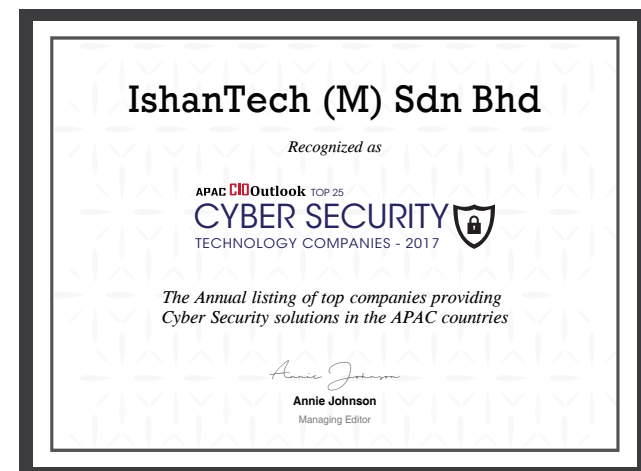 IshanTech (M) Sdn Bhd
Recognized as
APAC CIOOutlook TOP 25
CYBER SECURITY
TECHNOLOGY COMPANIES - 2017
The Annual listing of top companies providing
Cyber Security solutions in the APAC countries
Annie Johnson
Annie Johnson
Managing Editor